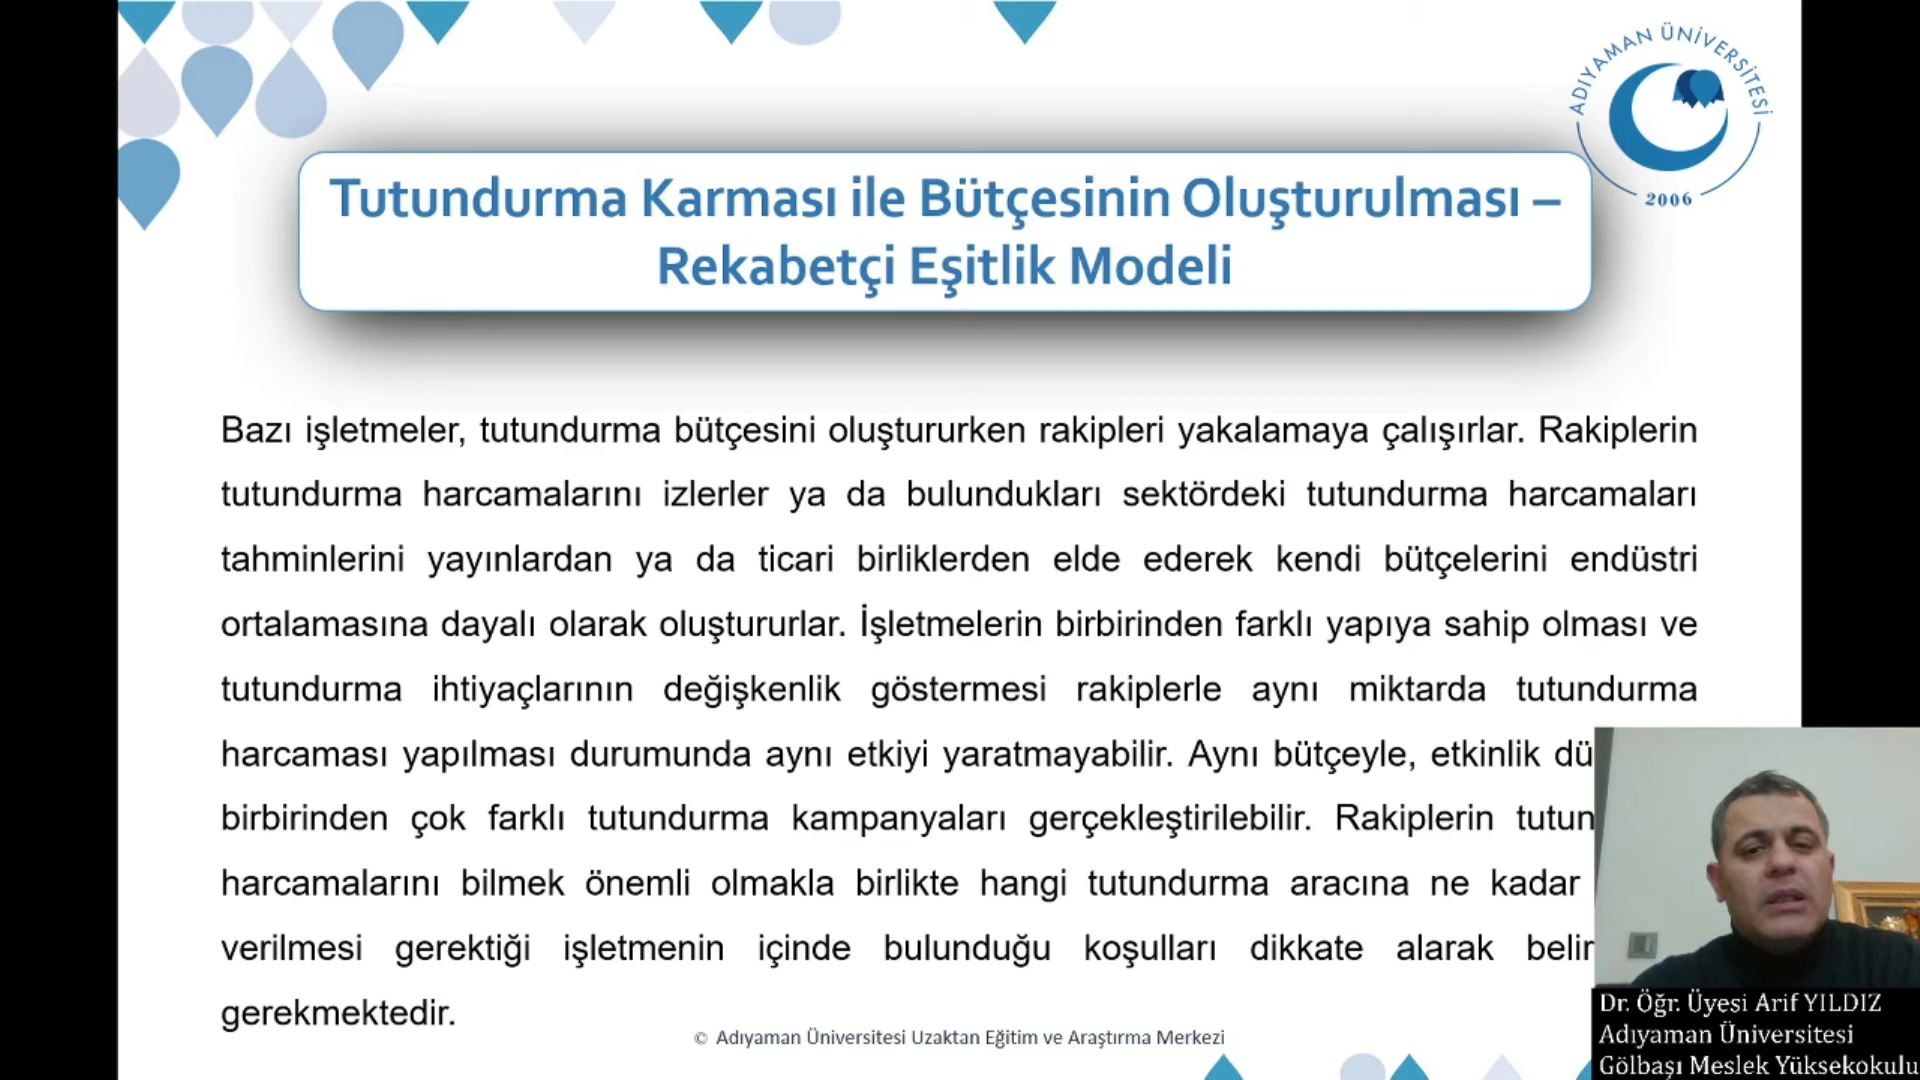 ADIYAMAN ÜNİVERSİTESİ
2006
Tutundurma Karması ile Bütçesinin Oluşturulması –
Rekabetçi Eşitlik Modeli
Bazı işletmeler, tutundurma bütçesini oluştururken rakipleri yakalamaya çalışırlar. Rakiplerin
tutundurma harcamalarını izlerler ya da bulundukları sektördeki tutundurma harcamaları
tahminlerini yayınlardan ya da ticari birliklerden elde ederek kendi bütçelerini endüstri
ortalamasına dayalı olarak oluştururlar. İşletmelerin birbirinden farklı yapıya sahip olması ve
tutundurma ihtiyaçlarının değişkenlik göstermesi rakiplerle aynı miktarda tutundurma
harcaması yapılması durumunda aynı etkiyi yaratmayabilir. Aynı bütçeyle, etkinlik
birbirinden çok farklı tutundurma kampanyaları gerçekleştirilebilir. Rakiplerin
harcamalarını bilmek önemli olmakla birlikte hangi tutundurma aracına ne kadar
verilmesi gerektiği işletmenin içinde bulunduğu koşulları dikkate alarak
gerekmektedir.
© Adıyaman Üniversitesi Uzaktan Eğitim ve Araştırma Merkezi
Dr. Öğr. Üyesi Arif YILDIZ
Adıyaman Üniversitesi
Gölbaşı Meslek Yüksekokulu